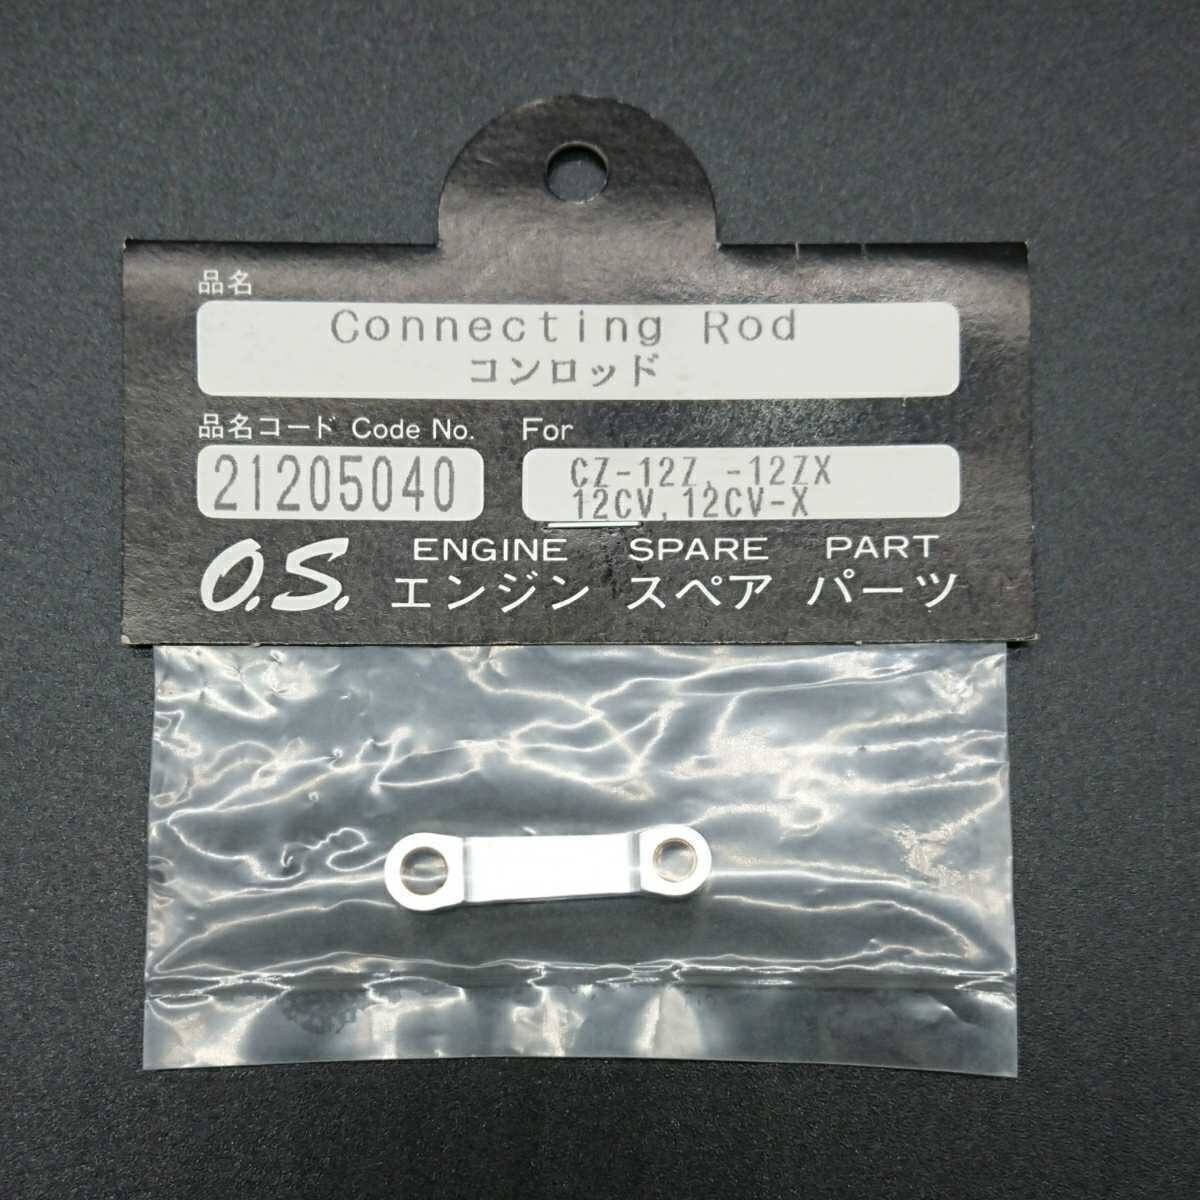 品名
Connecting Rod
コンロッド
品名コード Code No. For
21205040
CZ-12Z, -12ZX
12CV, 12CV-X
O.S. ENGINE SPARE PART
エンジン スペア パーツ